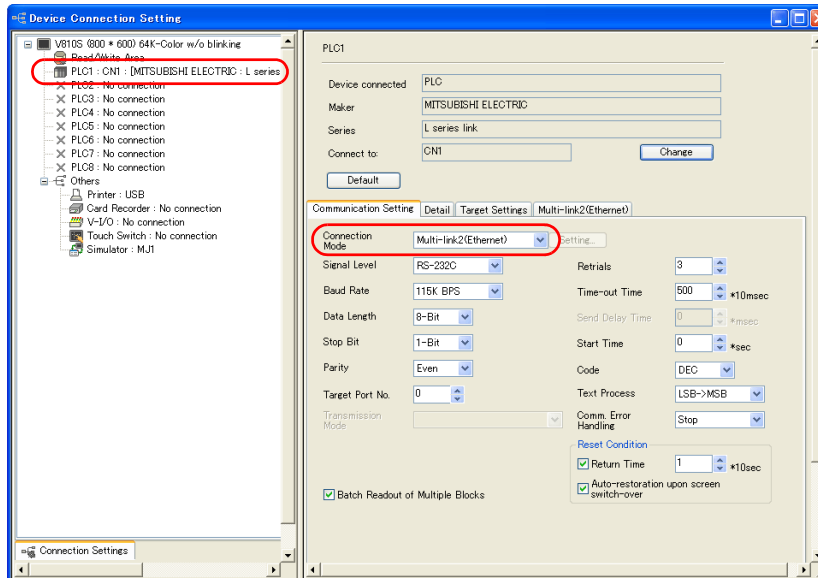 Device Connection Setting
V810S (800 * 600) 64K-Color w/o blinking
Read/Write Area
PLC1 : CN1 : [MITSUBISHI ELECTRIC : L series
PLC2 : No connection
PLC3 : No connection
PLC4 : No connection
PLC5 : No connection
PLC6 : No connection
PLC7 : No connection
PLC8 : No connection
Others
Printer : USB
Card Recorder : No connection
V-I/O : No connection
Touch Switch : No connection
Simulator : MJ1
Connection Settings
PLC1
Device connected PLC
Maker MITSUBISHI ELECTRIC
Series L series link
Connect to: CN1 Change
Default
Communication Setting Detail Target Settings Multi-link2(Ethernet)
Connection Mode Multi-link2(Ethernet) Setting...
Signal Level RS-232C Retrials 3
Baud Rate 115K BPS Time-out Time 500 *10msec
Data Length 8-Bit Send Delay Time 0 *msec
Stop Bit 1-Bit Start Time 0 *sec
Parity Even Code DEC
Target Port No. 0 Text Process LSB->MSB
Transmission Mode Comm. Error Handling Stop
Reset Condition
Return Time 1 *10sec
Batch Readout of Multiple Blocks Auto-restoration upon screen switch-over